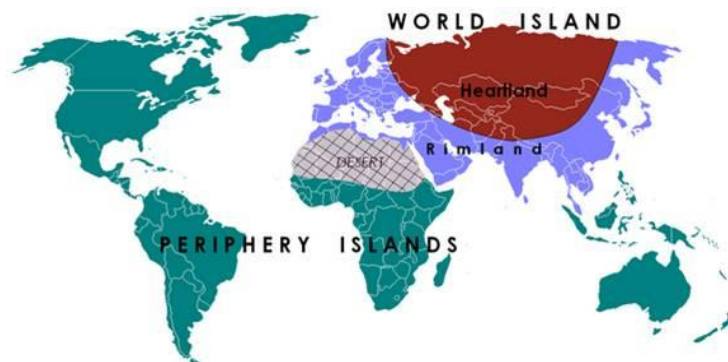 WORLD ISLAND
Heartland
Rimland
DESERT
PERIPHERY ISLANDS